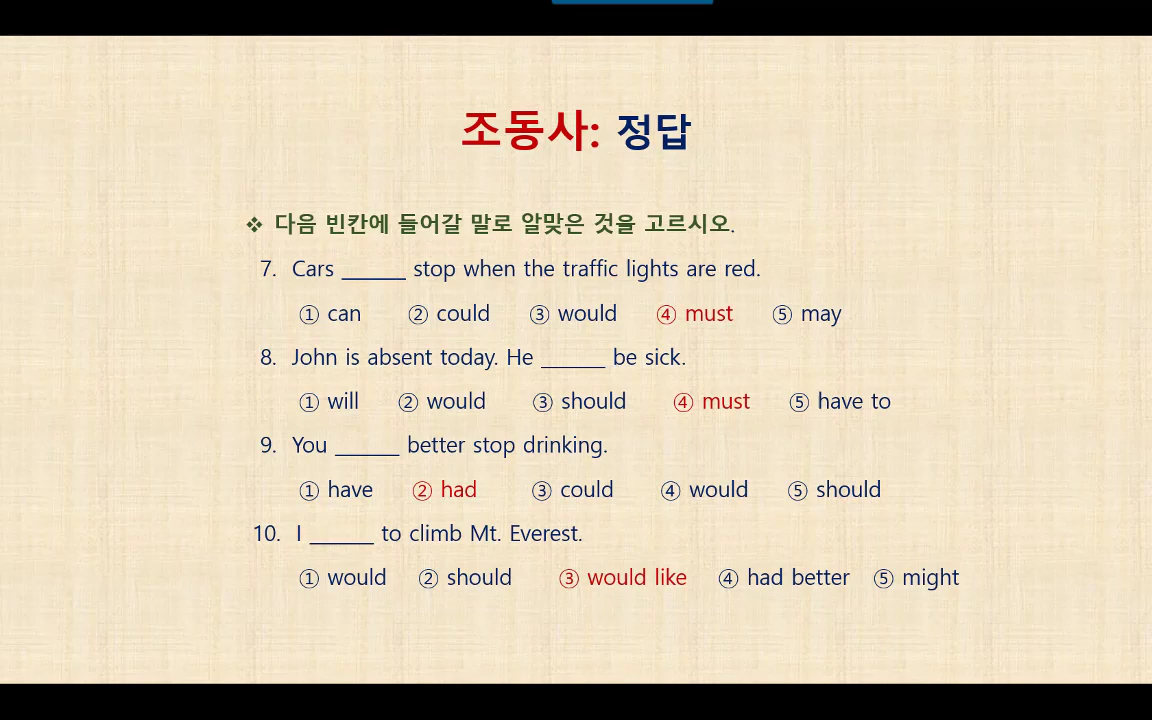 조동사: 정답
❖ 다음 빈칸에 들어갈 말로 알맞은 것을 고르시오.
7. Cars ______ stop when the traffic lights are red.
① can ② could ③ would ④ must ⑤ may
8. John is absent today. He ______ be sick.
① will ② would ③ should ④ must ⑤ have to
9. You ______ better stop drinking.
① have ② had ③ could ④ would ⑤ should
10. I ______ to climb Mt. Everest.
① would ② should ③ would like ④ had better ⑤ might